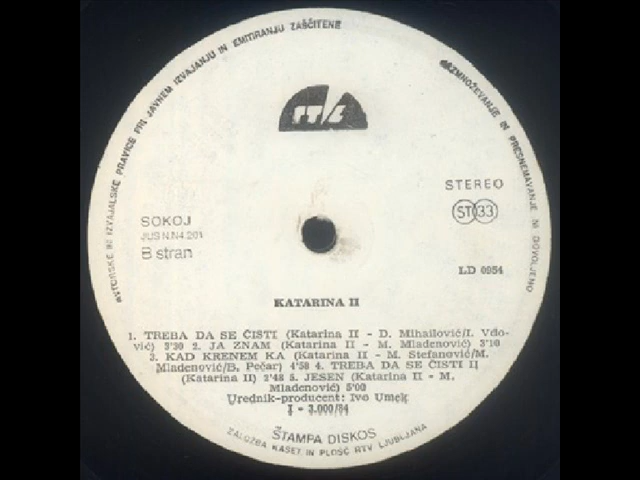 AVTORSKE IN IZVAJALSKE PRAVICE PRI JAVNEM IZVAJANJU IN EMITIRANJU ZAŠČITENE
RAZMNOŽEVANJE IN PRESNEMAVANJE NI DOVOLJENO
RTVL
STEREO
ST 33
SOKOJ
JUS N.N4.201
B stran
LD 0954
KATARINA II
1. TREBA DA SE ČISTI (Katarina II - D. Mihailović/I. Vdo-
vić) 3'30 2. JA ZNAM (Katarina II - M. Mladenović) 3'10
3. KAD KRENEM KA (Katarina II - M. Stefanović/M.
Mladenović/B. Pečar) 4'58 4. TREBA DA SE ČISTI II
(Katarina II) 2'48 5. JESEN (Katarina II - M.
Mladenović) 5'00
Urednik-producent: Ivo Umek
I - 3.000/84
ŠTAMPA DISKOS
ZALOŽBA KASET IN PLOŠČ RTV LJUBLJANA